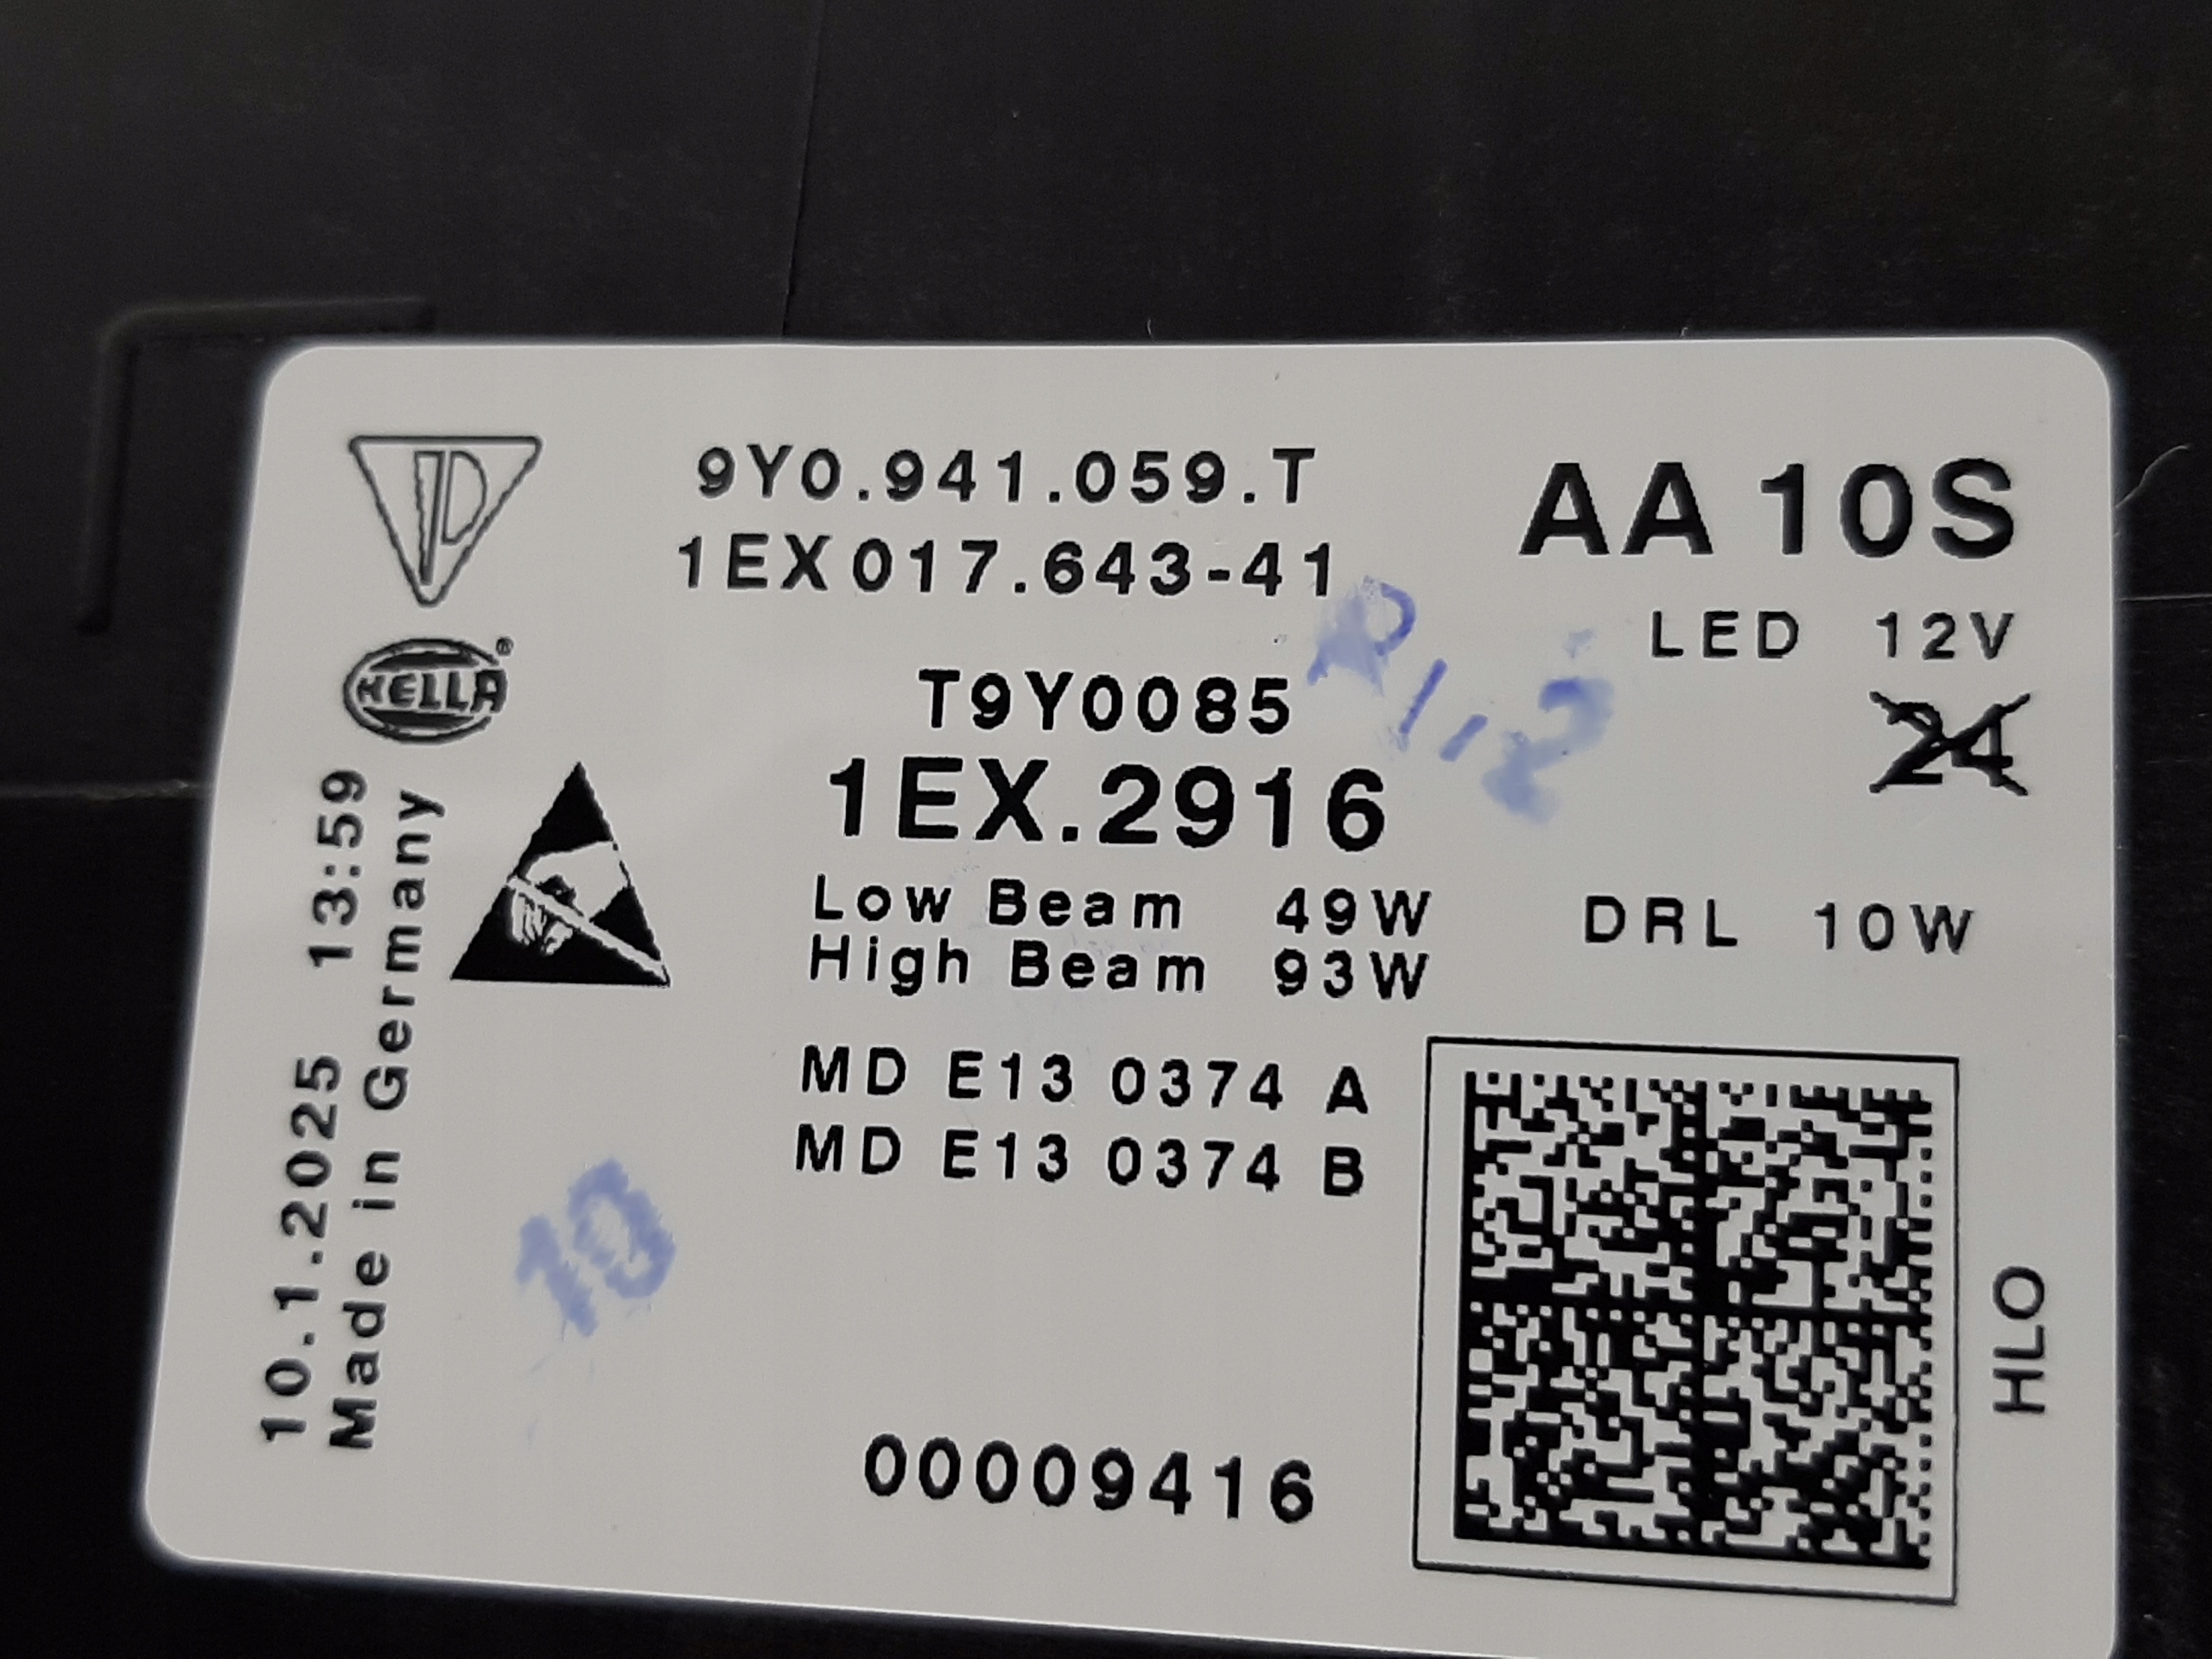 9Y0.941.059.T
1EX017.643-41
AA 10S
LED 12V
24
HELLA®
T9Y0085
1EX.2916
Low Beam 49W
High Beam 93W
DRL 10W
MD E13 0374 A
MD E13 0374 B
10
00009416
HLO
10.1.2025 13:59
Made in Germany